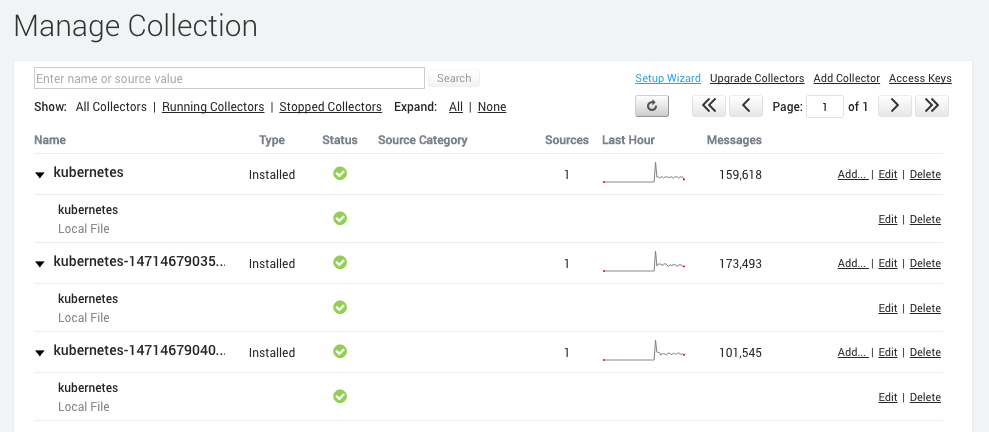 Manage Collection
Enter name or source value Search Setup Wizard Upgrade Collectors Add Collector Access Keys
Show: All Collectors | Running Collectors | Stopped Collectors Expand: All | None Page: 1 of 1
Name Type Status Source Category Sources Last Hour Messages
kubernetes Installed 1 159,618 Add... | Edit | Delete
kubernetes Edit | Delete
Local File
kubernetes-14714679035... Installed 1 173,493 Add... | Edit | Delete
kubernetes Edit | Delete
Local File
kubernetes-14714679040... Installed 1 101,545 Add... | Edit | Delete
kubernetes Edit | Delete
Local File